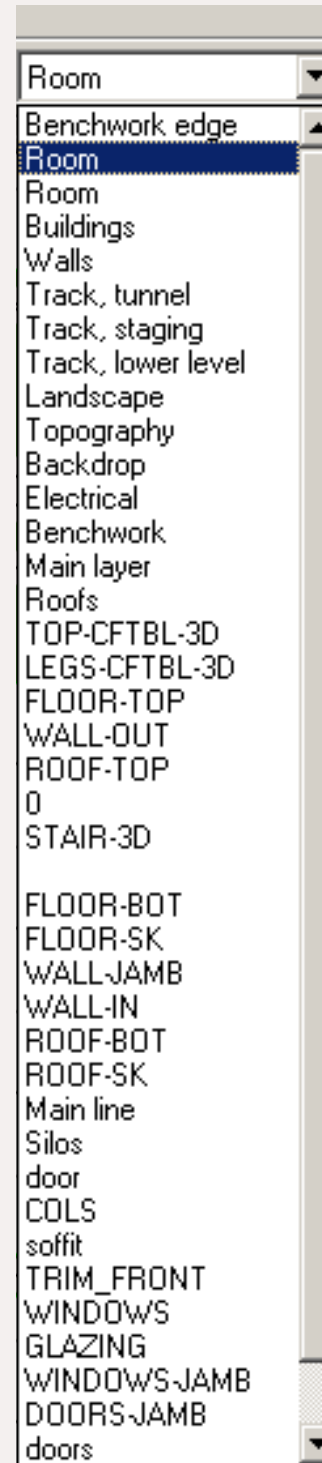 Room
Benchwork edge
Room
Room
Buildings
Walls
Track, tunnel
Track, staging
Track, lower level
Landscape
Topography
Backdrop
Electrical
Benchwork
Main layer
Roofs
TOP-CFTBL-3D
LEGS-CFTBL-3D
FLOOR-TOP
WALL-OUT
ROOF-TOP
0
STAIR-3D
FLOOR-BOT
FLOOR-SK
WALL-JAMB
WALL-IN
ROOF-BOT
ROOF-SK
Main line
Silos
door
COLS
soffit
TRIM_FRONT
WINDOWS
GLAZING
WINDOWS-JAMB
DOORS-JAMB
doors